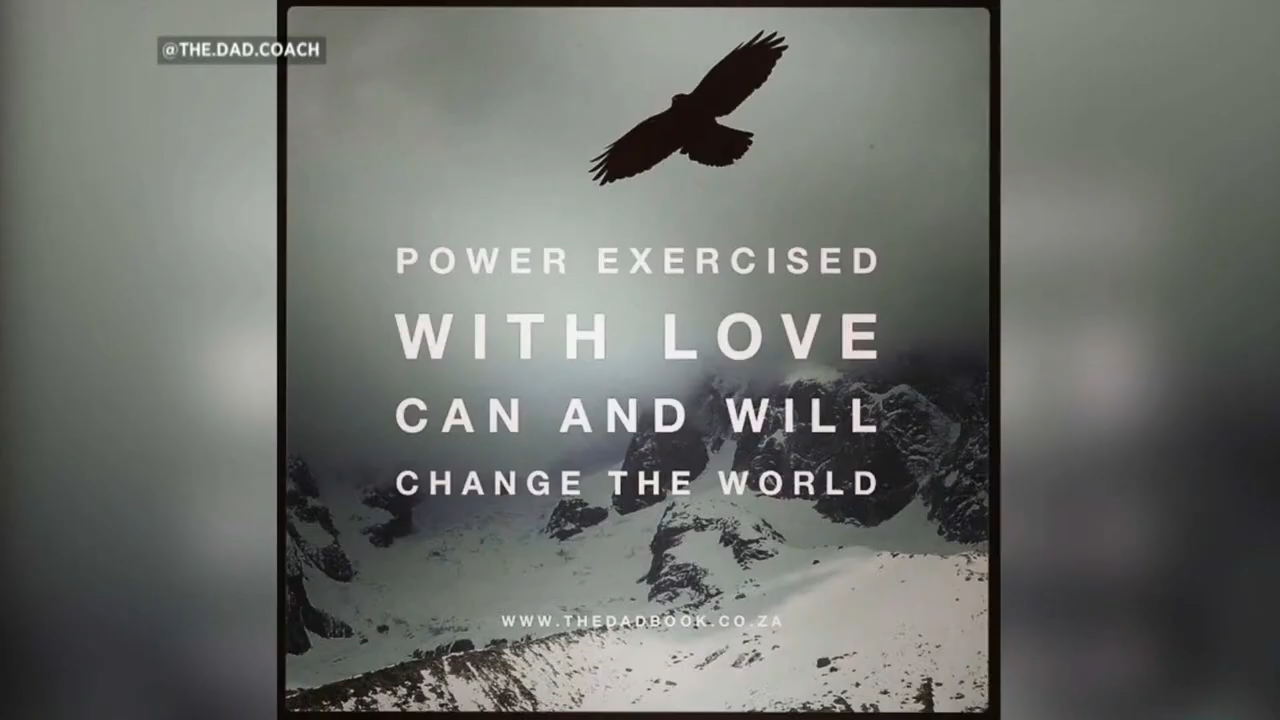 @THE.DAD.COACH
POWER EXERCISED
WITH LOVE
CAN AND WILL
CHANGE THE WORLD
WWW.THEDADBOOK.CO.ZA